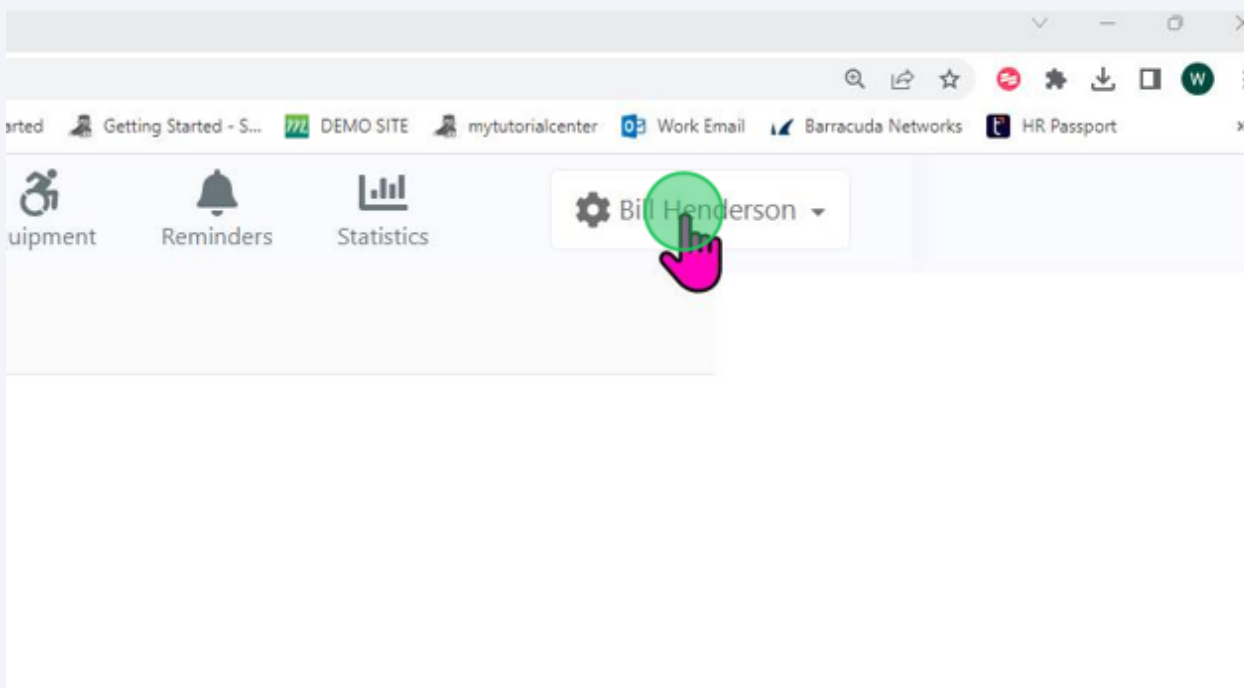 W
arted Getting Started - S... DEMO SITE mytutorialcenter Work Email Barracuda Networks HR Passport »
uipment Reminders Statistics Bill Henderson